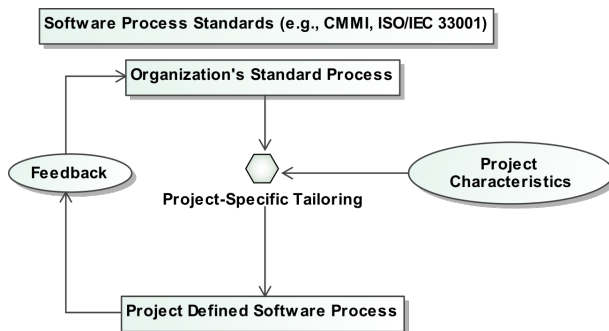 Software Process Standards (e.g., CMMI, ISO/IEC 33001)
Organization's Standard Process
Feedback
Project
Characteristics
Project-Specific Tailoring
Project Defined Software Process